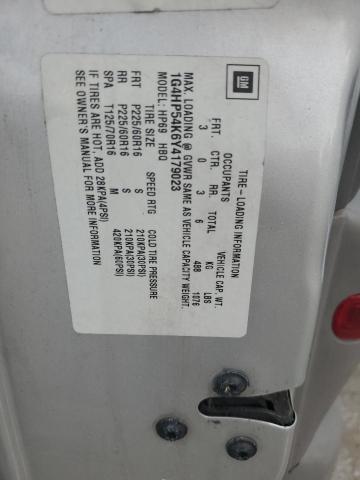 GM
TIRE-LOADING INFORMATION
OCCUPANTS VEHICLE CAP. WT.
FRT. CTR. RR. TOTAL KG LBS
3 0 3 6 488 1076
MAX. LOADING @ GVWR SAME AS VEHICLE CAPACITY WEIGHT.
1G4HP54K6Y4179023
MODEL: HP69 HBQ
TIRE SIZE SPEED RTG COLD TIRE PRESSURE
FRT P225/60R16 S 210KPA(30PSI)
RR P225/60R16 S 210KPA(30PSI)
SPA T125/70R16 M 420KPA(60PSI)
IF TIRES ARE HOT, ADD 28KPA(4PSI)
SEE OWNER'S MANUAL FOR MORE INFORMATION